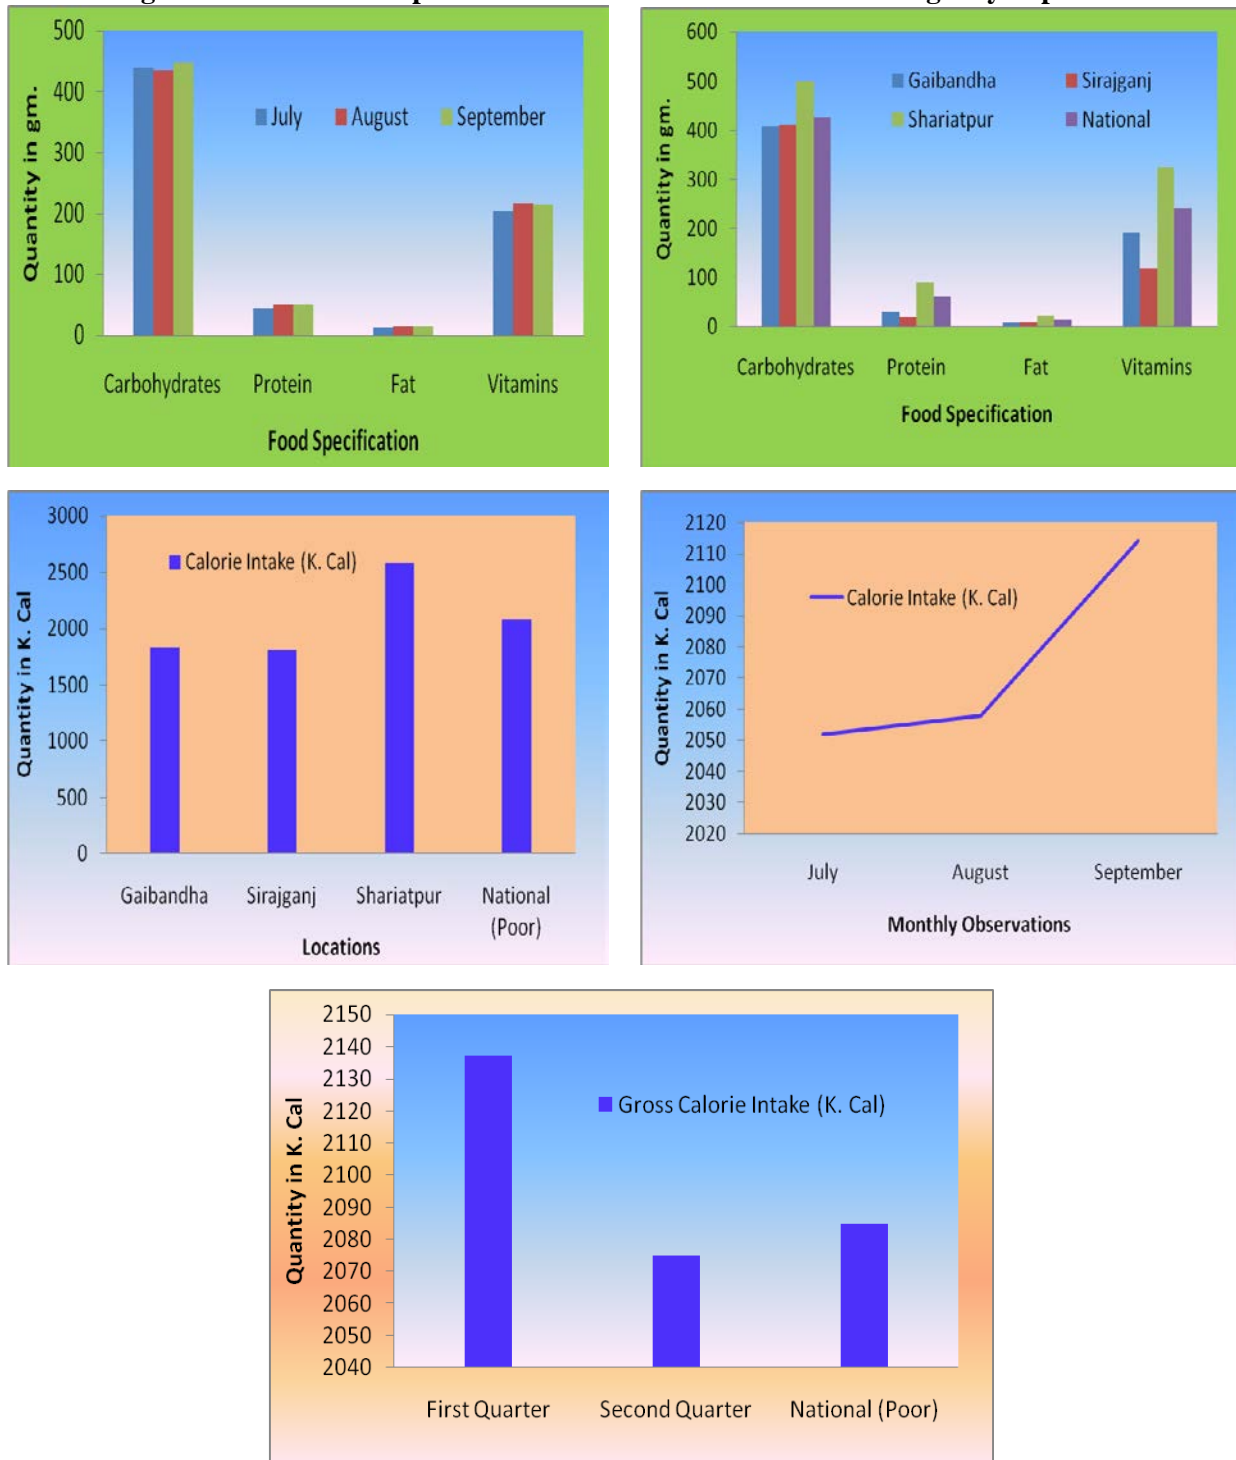 500
400
300
200
100
0
Quantity in gm.
July August September
Carbohydrates Protein Fat Vitamins
Food Specification
600
500
400
300
200
100
0
Quantity in gm.
Gaibandha Sirajganj
Shariatpur National
Carbohydrates Protein Fat Vitamins
Food Specification
3000
2500
2000
1500
1000
500
0
Quantity in K. Cal
Calorie Intake (K. Cal)
Gaibandha Sirajganj Shariatpur National
(Poor)
Locations
2120
2110
2100
2090
2080
2070
2060
2050
2040
2030
2020
Quantity in K. Cal
Calorie Intake (K. Cal)
July August September
Monthly Observations
2150
2140
2130
2120
2110
2100
2090
2080
2070
2060
2050
2040
Quantity in K. Cal
Gross Calorie Intake (K. Cal)
First Quarter Second Quarter National (Poor)